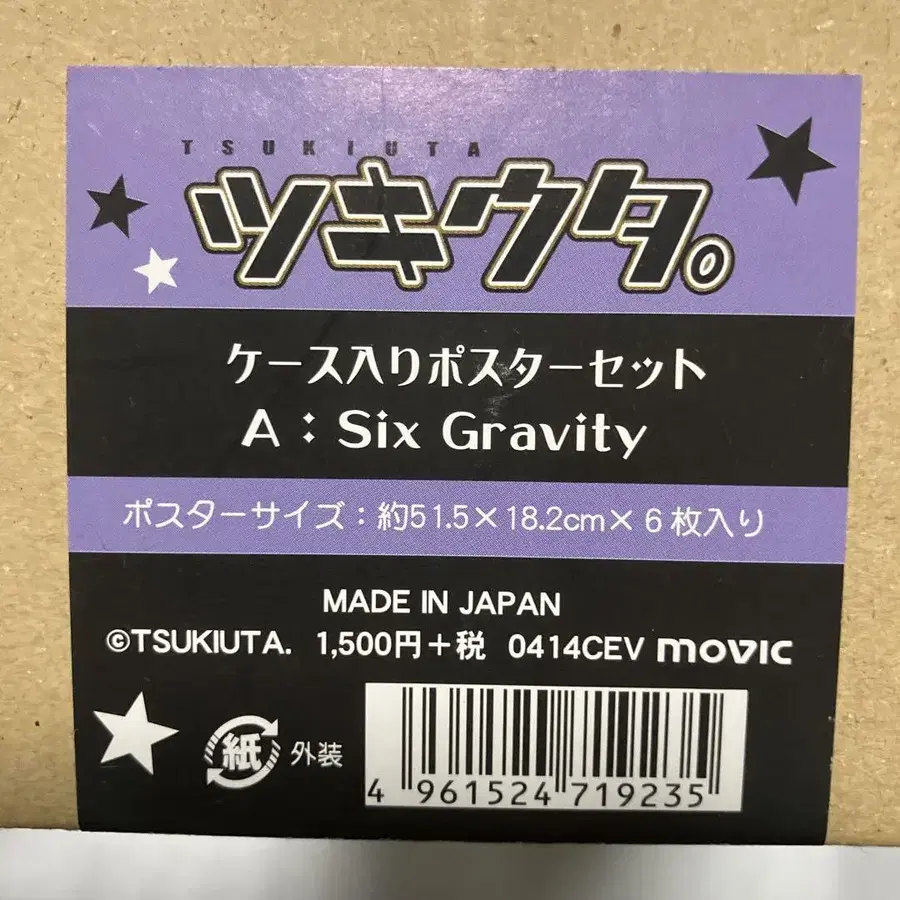 TSUKIUTA
ツキウタ。
ケース入りポスターセット
A：Six Gravity
ポスターサイズ：約51.5×18.2cm×6枚入り
MADE IN JAPAN
©TSUKIUTA. 1,500円+税 0414CEV movic
紙 外装
4 961524 719235